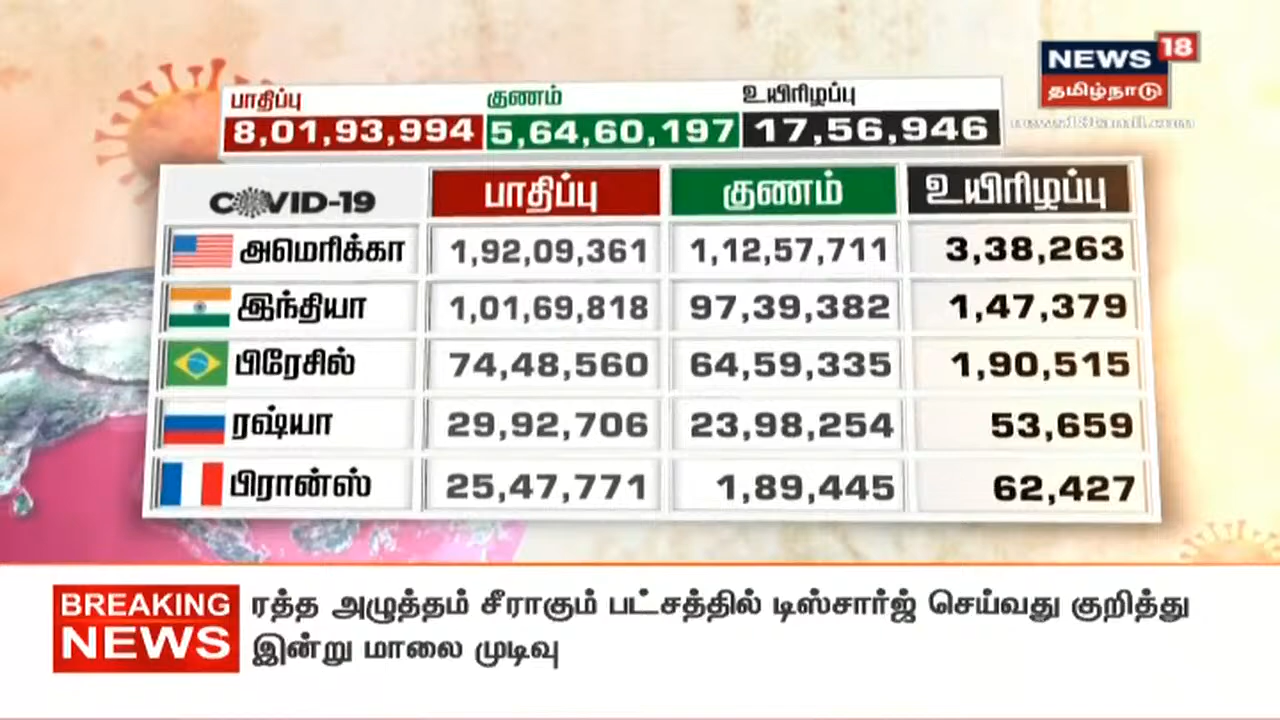 NEWS 18
தமிழ்நாடு
news18tamil.com
பாதிப்பு குணம் உயிரிழப்பு
8,01,93,994 5,64,60,197 17,56,946
COVID-19 பாதிப்பு குணம் உயிரிழப்பு
அமெரிக்கா 1,92,09,361 1,12,57,711 3,38,263
இந்தியா 1,01,69,818 97,39,382 1,47,379
பிரேசில் 74,48,560 64,59,335 1,90,515
ரஷ்யா 29,92,706 23,98,254 53,659
பிரான்ஸ் 25,47,771 1,89,445 62,427
BREAKING NEWS
ரத்த அழுத்தம் சீராகும் பட்சத்தில் டிஸ்சார்ஜ் செய்வது குறித்து
இன்று மாலை முடிவு